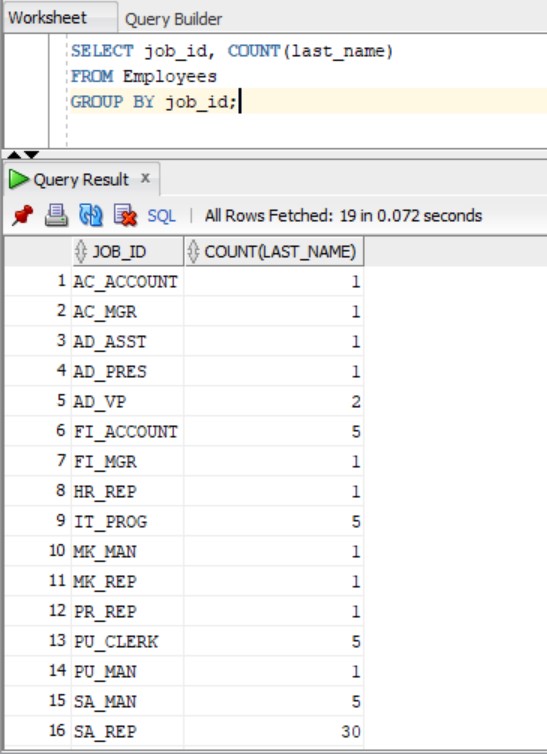 Worksheet Query Builder
SELECT job_id, COUNT(last_name)
FROM Employees
GROUP BY job_id;
Query Result x
SQL | All Rows Fetched: 19 in 0.072 seconds
JOB_ID COUNT(LAST_NAME)
1 AC_ACCOUNT 1
2 AC_MGR 1
3 AD_ASST 1
4 AD_PRES 1
5 AD_VP 2
6 FI_ACCOUNT 5
7 FI_MGR 1
8 HR_REP 1
9 IT_PROG 5
10 MK_MAN 1
11 MK_REP 1
12 PR_REP 1
13 PU_CLERK 5
14 PU_MAN 1
15 SA_MAN 5
16 SA_REP 30